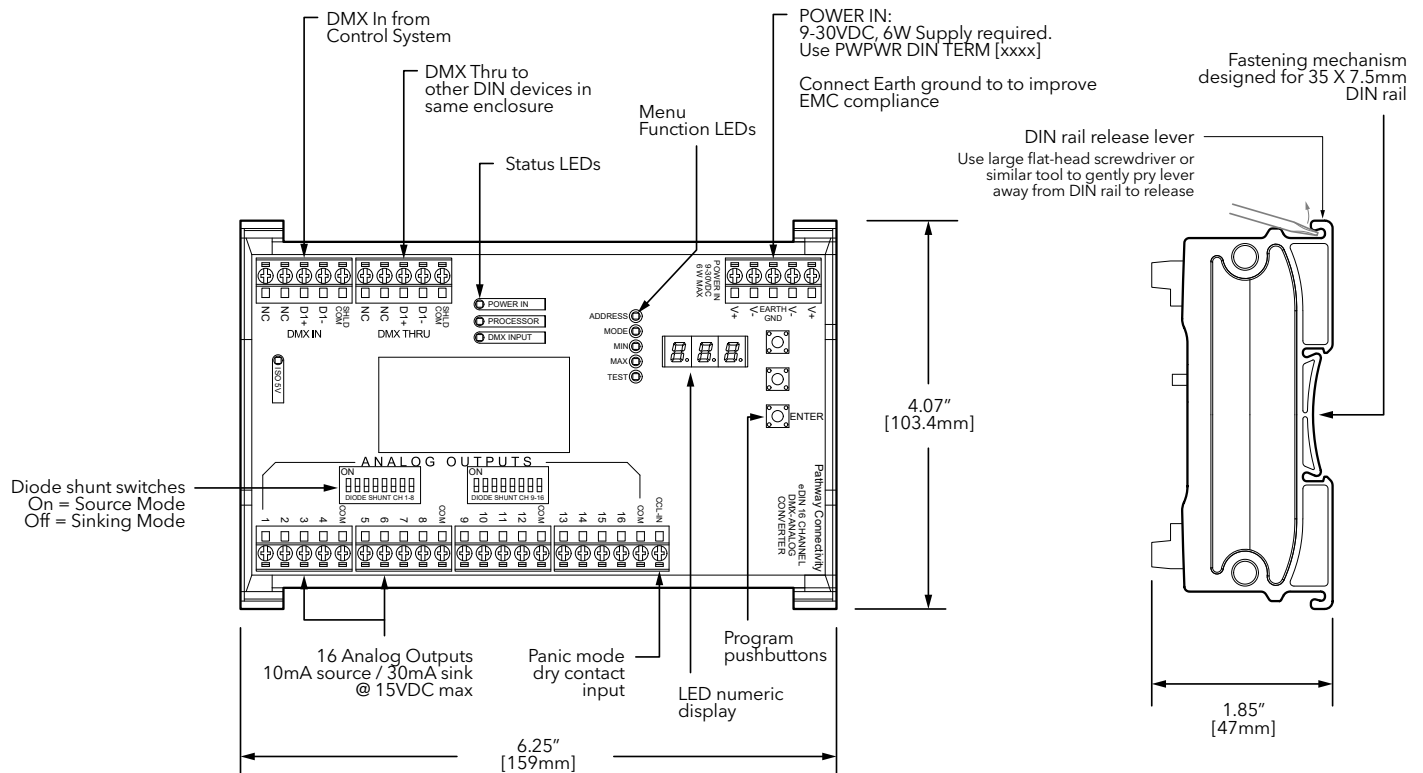 DMX In from
Control System
DMX Thru to
other DIN devices in
same enclosure
Status LEDs
Menu
Function LEDs
POWER IN:
9-30VDC, 6W Supply required.
Use PWPWR DIN TERM [xxxx]
Connect Earth ground to to improve
EMC compliance
Fastening mechanism
designed for 35 X 7.5mm
DIN rail
DIN rail release lever
Use large flat-head screwdriver or
similar tool to gently pry lever
away from DIN rail to release
NC
NC
D1+
D1-
SHLD
COM
DMX IN
NC
NC
D1+
D1-
SHLD
COM
DMX THRU
POWER IN
PROCESSOR
DMX INPUT
ISO 5V
ADDRESS
MODE
MIN
MAX
TEST
8.8.8.
POWER IN
9-30VDC
6W MAX
V+
V-
EARTH
GND
V-
V+
ENTER
ANALOG OUTPUTS
ON
DIODE SHUNT CH 1-8
ON
DIODE SHUNT CH 9-16
1
2
3
4
COM
5
6
7
8
COM
9
10
11
12
COM
13
14
15
16
COM
CCL-IN
Pathway Connectivity
eDIN 16 CHANNEL
DMX-ANALOG
CONVERTER
Diode shunt switches
On = Source Mode
Off = Sinking Mode
16 Analog Outputs
10mA source / 30mA sink
@ 15VDC max
Panic mode
dry contact
input
LED numeric
display
Program
pushbuttons
4.07”
[103.4mm]
6.25”
[159mm]
1.85”
[47mm]